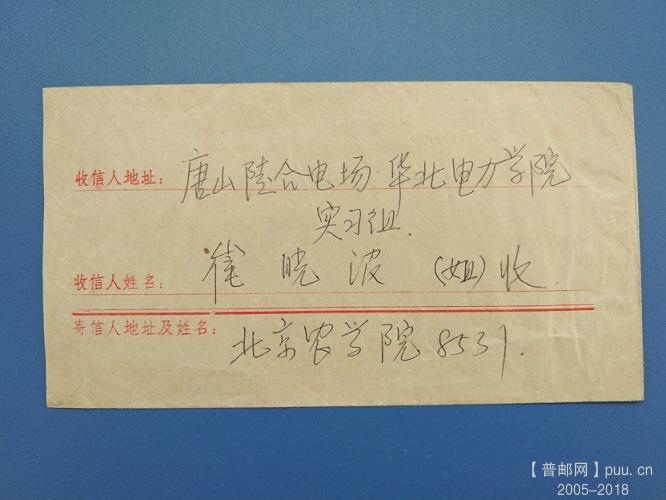 收信人地址：唐山陡合电场·华北电力学院
实习组.
收信人姓名：崔晓波（姐）收
寄信人地址及姓名：北京农学院8531.
【普邮网】puu.cn
2005-2018